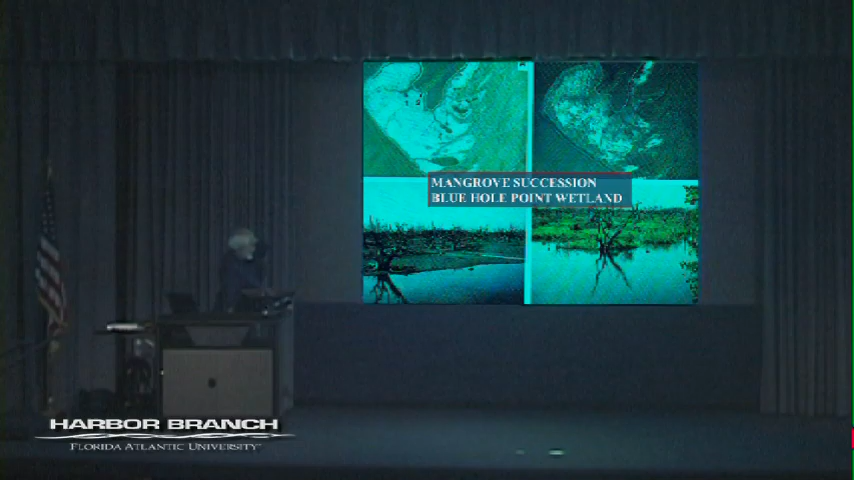 MANGROVE SUCCESSION
BLUE HOLE POINT WETLAND
HARBOR BRANCH
FLORIDA ATLANTIC UNIVERSITY